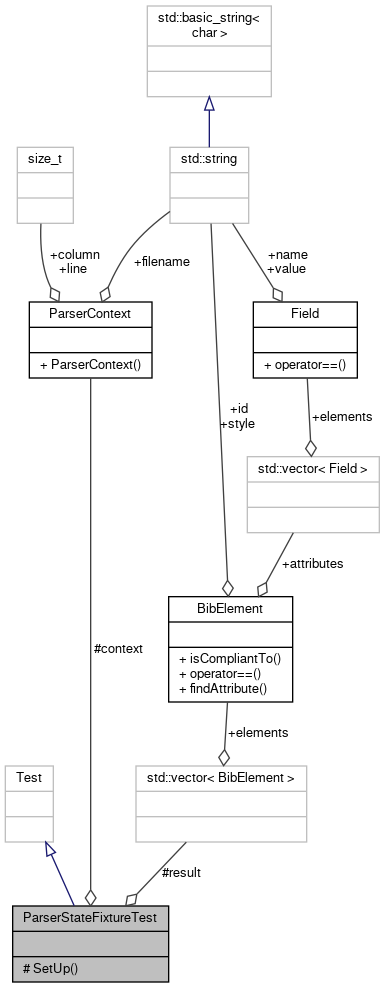 std::basic_string<
char >
size_t
std::string
+column
+line
+filename
+name
+value
ParserContext
+ ParserContext()
Field
+ operator==()
+id
+style
+elements
std::vector< Field >
+attributes
BibElement
+ isCompliantTo()
+ operator==()
+ findAttribute()
#context
+elements
Test
std::vector< BibElement >
#result
ParserStateFixtureTest
# SetUp()